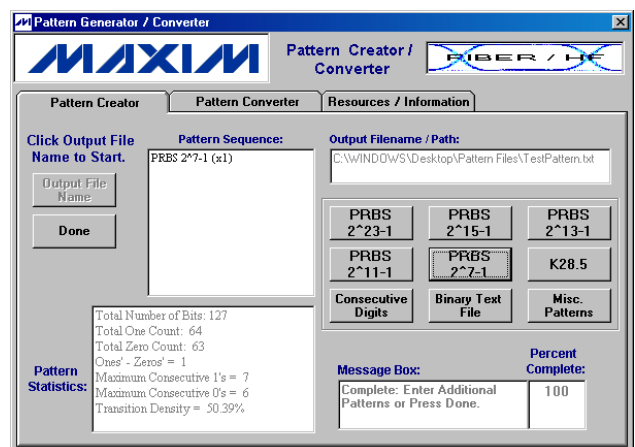 Pattern Generator / Converter
MAXIM
Pattern Creator / Converter
FIBER / HF
Pattern Creator
Pattern Converter
Resources / Information
Click Output File
Name to Start.
Output File
Name
Done
Pattern Sequence:
PRBS 2^7-1 (x1)
Output Filename / Path:
C:\WINDOWS\Desktop\Pattern Files\TestPattern.txt
PRBS
2^23-1
PRBS
2^15-1
PRBS
2^13-1
PRBS
2^11-1
PRBS
2^7-1
K28.5
Consecutive
Digits
Binary Text
File
Misc.
Patterns
Pattern
Statistics:
Total Number of Bits: 127
Total One Count: 64
Total Zero Count: 63
Ones' - Zeros' = 1
Maximum Consecutive 1's = 7
Maximum Consecutive 0's = 6
Transition Density = 50.39%
Message Box:
Complete: Enter Additional
Patterns or Press Done.
Percent
Complete:
100